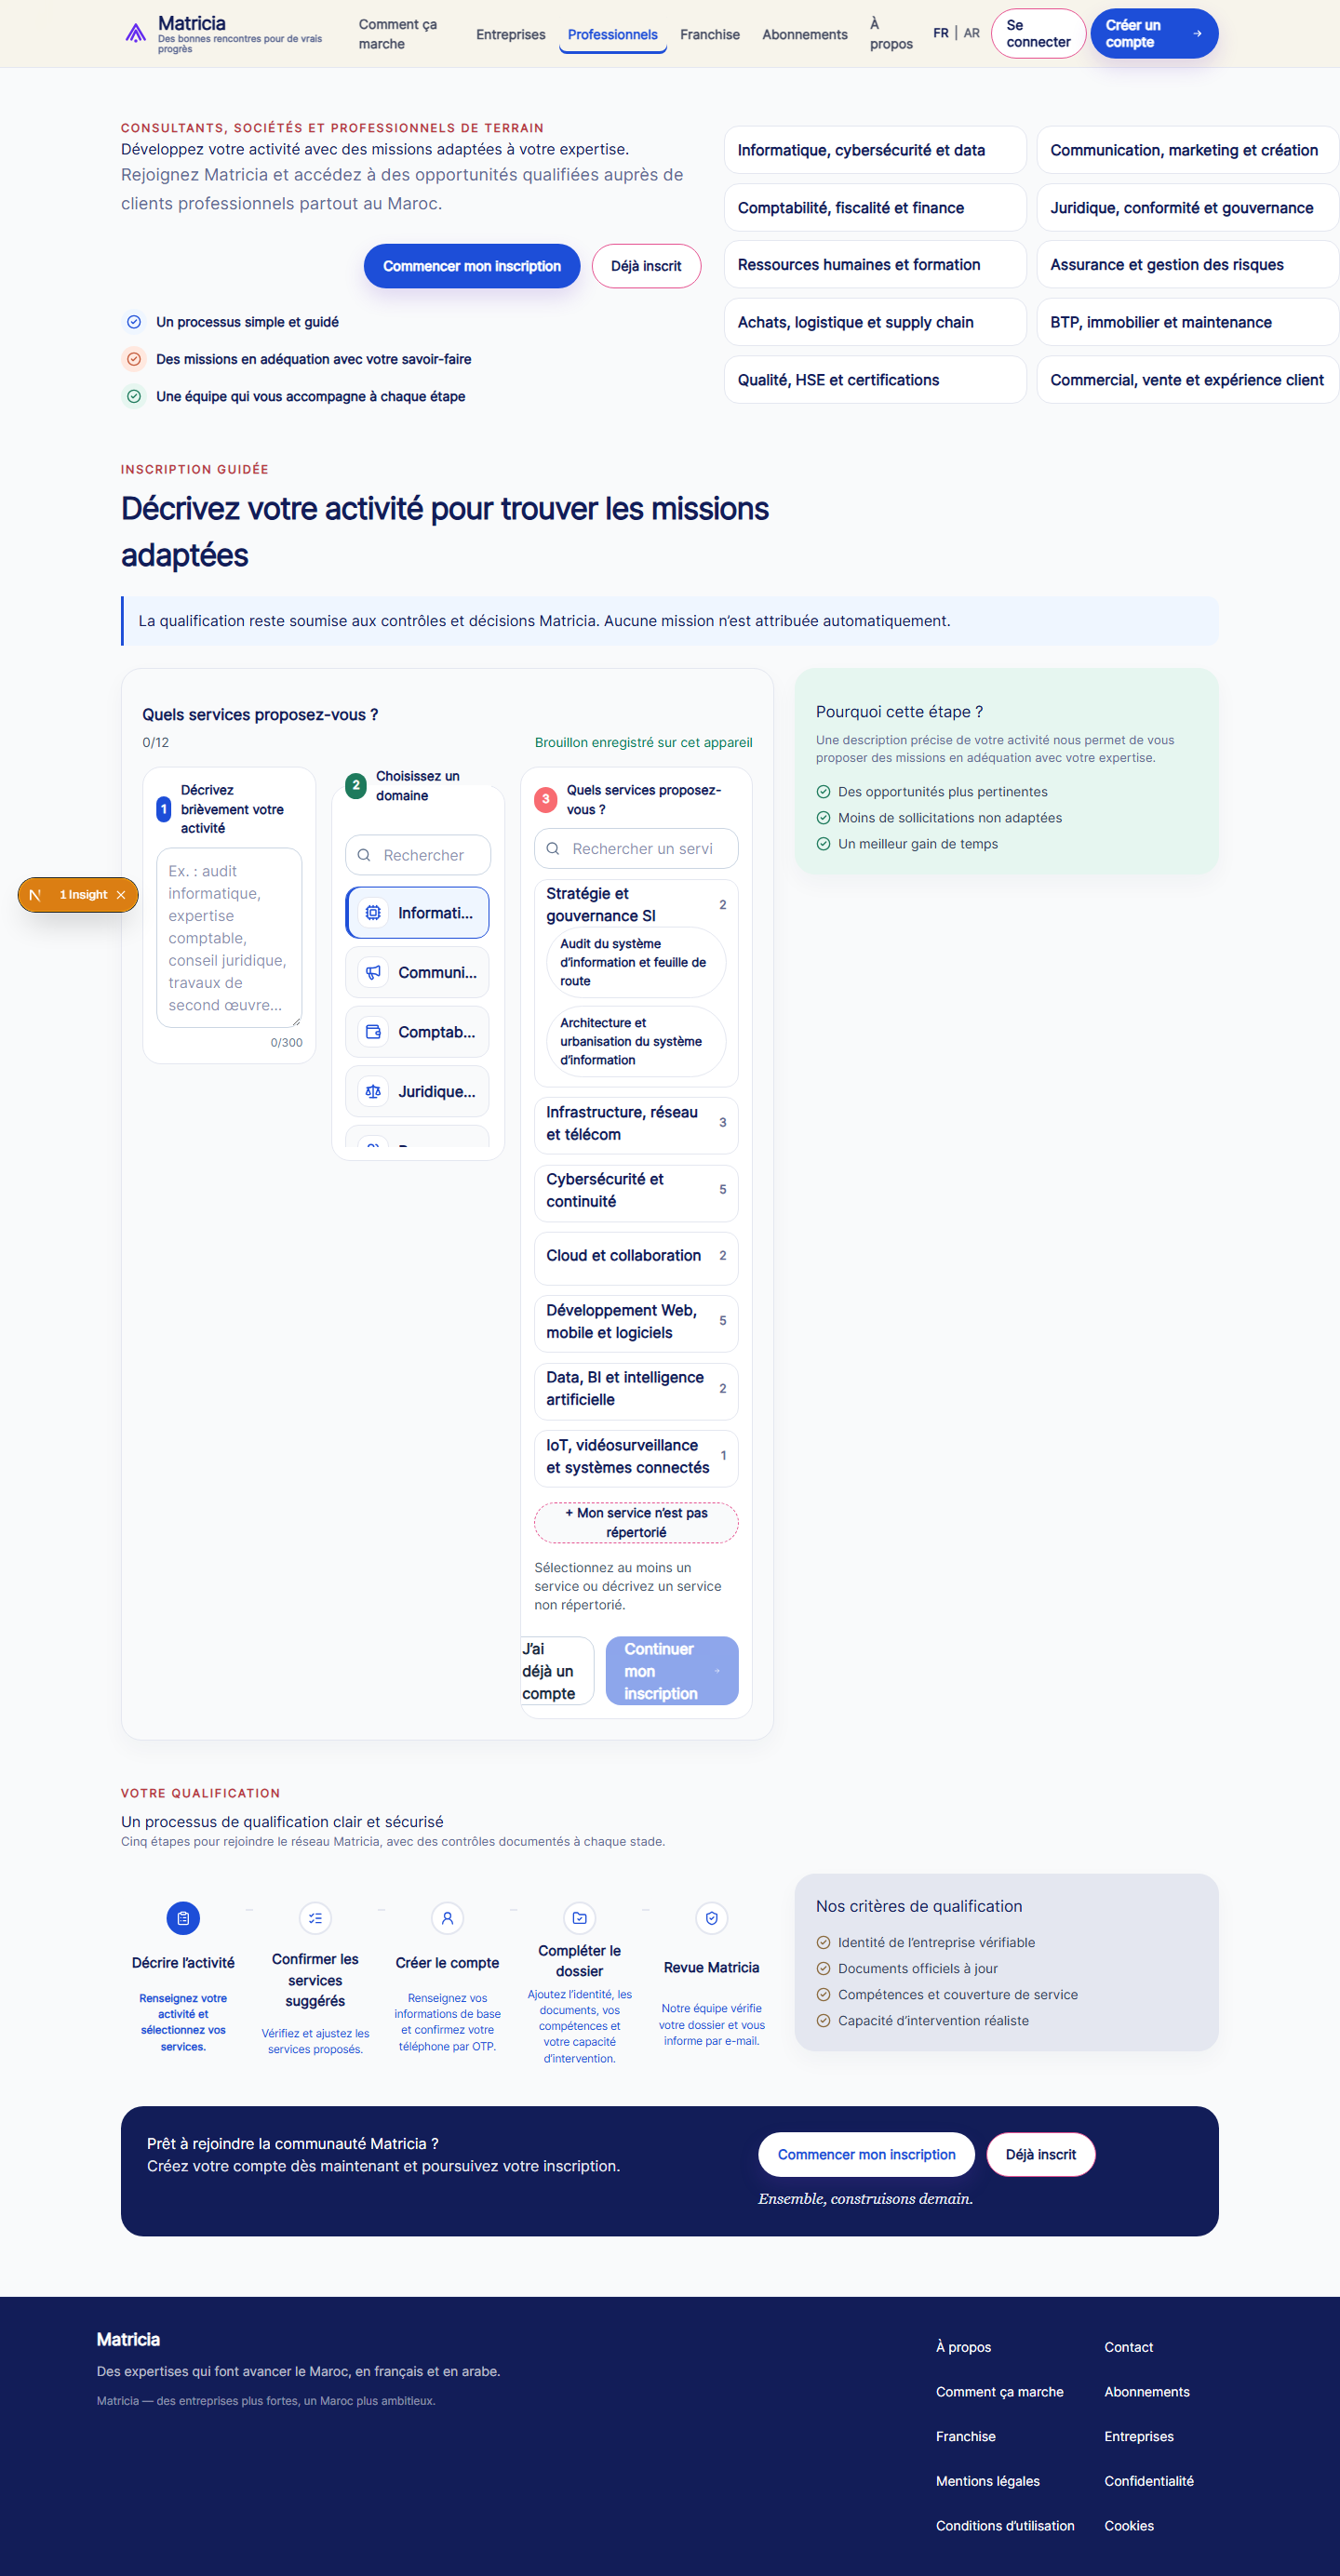 Matricia
Des bonnes rencontres pour de vrais
progrès
Comment ça
marche
Entreprises
Professionnels
Franchise
Abonnements
À
propos
FR | AR
Se
connecter
Créer un
compte
CONSULTANTS, SOCIÉTÉS ET PROFESSIONNELS DE TERRAIN
Développez votre activité avec des missions adaptées à votre expertise.
Rejoignez Matricia et accédez à des opportunités qualifiées auprès de
clients professionnels partout au Maroc.
Commencer mon inscription
Déjà inscrit
Un processus simple et guidé
Des missions en adéquation avec votre savoir-faire
Une équipe qui vous accompagne à chaque étape
Informatique, cybersécurité et data
Communication, marketing et création
Comptabilité, fiscalité et finance
Juridique, conformité et gouvernance
Ressources humaines et formation
Assurance et gestion des risques
Achats, logistique et supply chain
BTP, immobilier et maintenance
Qualité, HSE et certifications
Commercial, vente et expérience client
INSCRIPTION GUIDÉE
Décrivez votre activité pour trouver les missions
adaptées
La qualification reste soumise aux contrôles et décisions Matricia. Aucune mission n’est attribuée automatiquement.
Quels services proposez-vous ?
0/12
Brouillon enregistré sur cet appareil
1
Décrivez
brièvement votre
activité
Ex. : audit
informatique,
expertise
comptable,
conseil juridique,
travaux de
second œuvre…
0/300
1 Insight
2
Choisissez un
domaine
Rechercher
Informati...
Communi...
Comptab...
Juridique...
3
Quels services proposez-
vous ?
Rechercher un servi
Stratégie et
gouvernance SI
2
Audit du système
d’information et feuille de
route
Architecture et
urbanisation du système
d’information
Infrastructure, réseau
et télécom
3
Cybersécurité et
continuité
5
Cloud et collaboration
2
Développement Web,
mobile et logiciels
5
Data, BI et intelligence
artificielle
2
IoT, vidéosurveillance
et systèmes connectés
1
+ Mon service n’est pas
répertorié
Sélectionnez au moins un
service ou décrivez un service
non répertorié.
J’ai
déjà un
compte
Continuer
mon
inscription
Pourquoi cette étape ?
Une description précise de votre activité nous permet de vous
proposer des missions en adéquation avec votre expertise.
Des opportunités plus pertinentes
Moins de sollicitations non adaptées
Un meilleur gain de temps
VOTRE QUALIFICATION
Un processus de qualification clair et sécurisé
Cinq étapes pour rejoindre le réseau Matricia, avec des contrôles documentés à chaque stade.
Décrire l’activité
Renseignez votre
activité et
sélectionnez vos
services.
Confirmer les
services
suggérés
Vérifiez et ajustez les
services proposés.
Créer le compte
Renseignez vos
informations de base
et confirmez votre
téléphone par OTP.
Compléter le
dossier
Ajoutez l’identité, les
documents, vos
compétences et
votre capacité
d’intervention.
Revue Matricia
Notre équipe vérifie
votre dossier et vous
informe par e-mail.
Nos critères de qualification
Identité de l’entreprise vérifiable
Documents officiels à jour
Compétences et couverture de service
Capacité d’intervention réaliste
Prêt à rejoindre la communauté Matricia ?
Créez votre compte dès maintenant et poursuivez votre inscription.
Commencer mon inscription
Déjà inscrit
Ensemble, construisons demain.
Matricia
Des expertises qui font avancer le Maroc, en français et en arabe.
Matricia — des entreprises plus fortes, un Maroc plus ambitieux.
À propos
Contact
Comment ça marche
Abonnements
Franchise
Entreprises
Mentions légales
Confidentialité
Conditions d’utilisation
Cookies